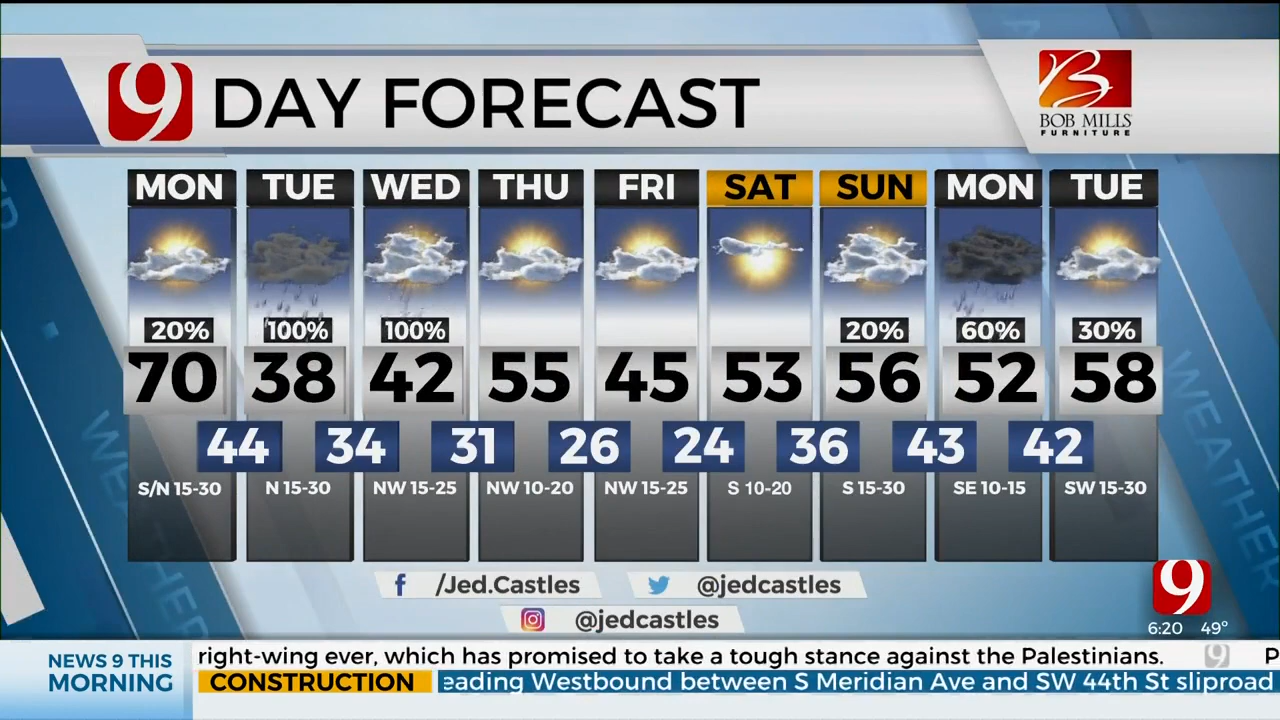 9 DAY FORECAST
BOB MILLS
FURNITURE
MON TUE WED THU FRI SAT SUN MON TUE
20% 100% 100% 20% 60% 30%
70 38 42 55 45 53 56 52 58
44 34 31 26 24 36 43 42
S/N 15-30 N 15-30 NW 15-25 NW 10-20 NW 15-25 S 10-20 S 15-30 SE 10-15 SW 15-30
/Jed.Castles @jedcastles
@jedcastles
9
6:20 49°
NEWS 9 THIS
MORNING
right-wing ever, which has promised to take a tough stance against the Palestinians. 9 P
CONSTRUCTION eading Westbound between S Meridian Ave and SW 44th St sliproad